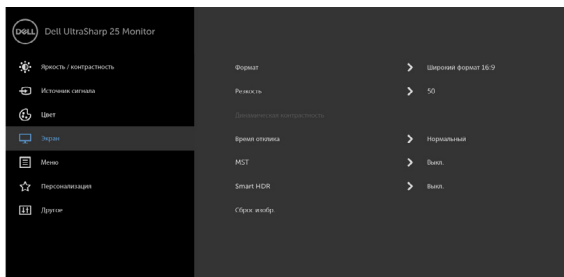 DELL Dell UltraSharp 25 Monitor
Яркость / контрастность
Источник сигнала
Цвет
Экран
Меню
Персонализация
Другое
Формат Широкий формат 16:9
Резкость 50
Динамическая контрастность
Время отклика Нормальный
MST Выкл.
Smart HDR Выкл.
Сброс изобр.